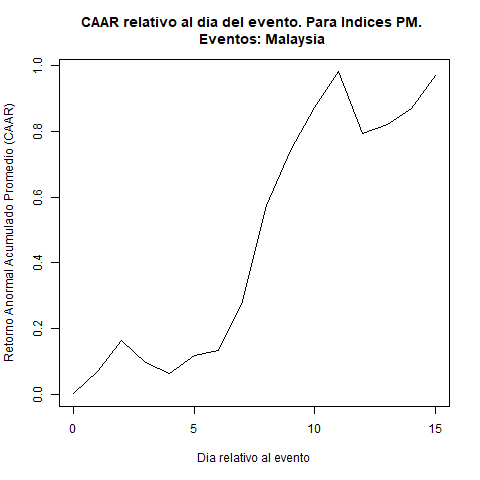 CAAR relativo al dia del evento. Para Indices PM.
Eventos: Malaysia
Retorno Anormal Acumulado Promedio (CAAR)
1.0
0.8
0.6
0.4
0.2
0.0
0 5 10 15
Dia relativo al evento